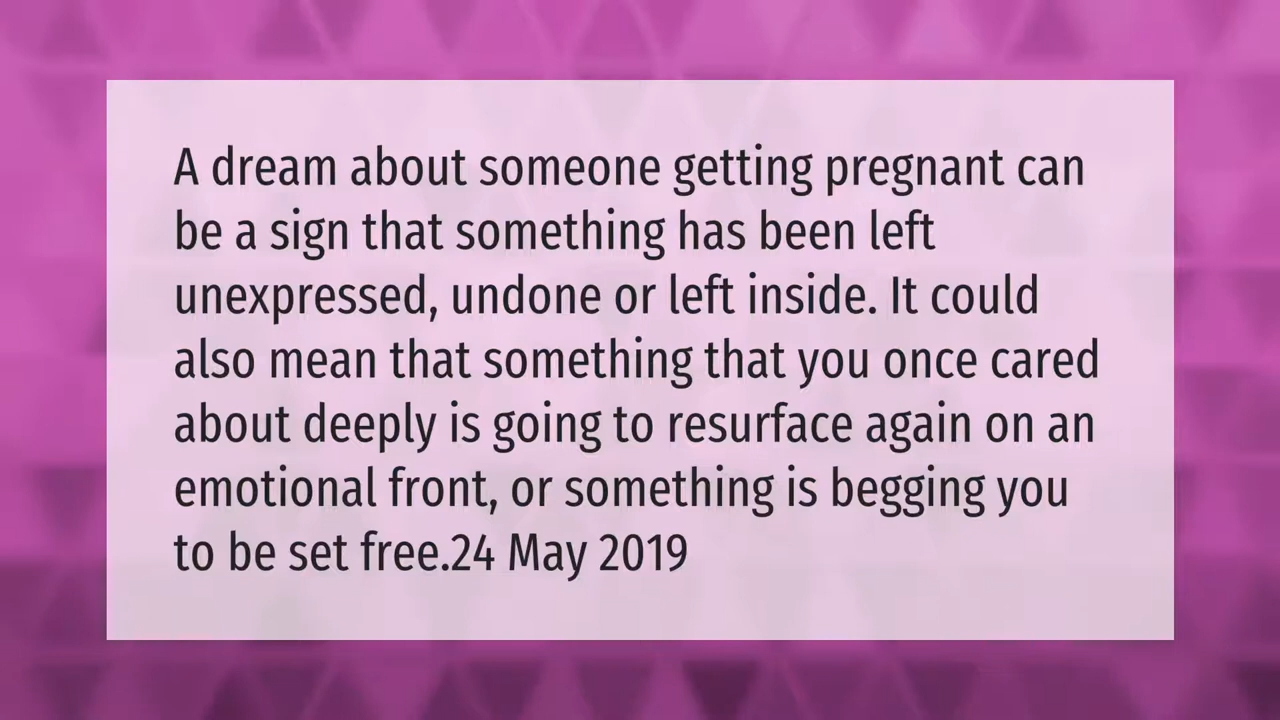 A dream about someone getting pregnant can
be a sign that something has been left
unexpressed, undone or left inside. It could
also mean that something that you once cared
about deeply is going to resurface again on an
emotional front, or something is begging you
to be set free.24 May 2019